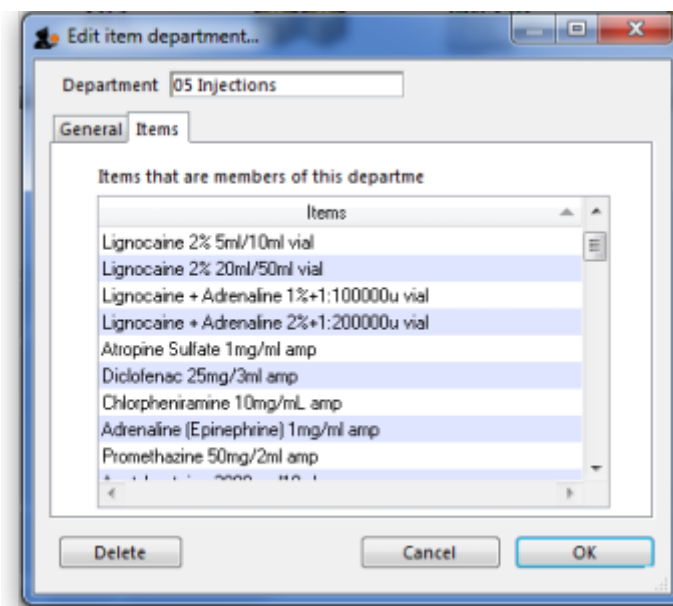 Edit item department...
Department 05 Injections
General Items
Items that are members of this departme
Items
Lignocaine 2% 5ml/10ml vial
Lignocaine 2% 20ml/50ml vial
Lignocaine + Adrenaline 1%+1:100000u vial
Lignocaine + Adrenaline 2%+1:200000u vial
Atropine Sulfate 1mg/ml amp
Diclofenac 25mg/3ml amp
Chlorpheniramine 10mg/mL amp
Adrenaline (Epinephrine) 1mg/ml amp
Promethazine 50mg/2ml amp
Delete Cancel OK